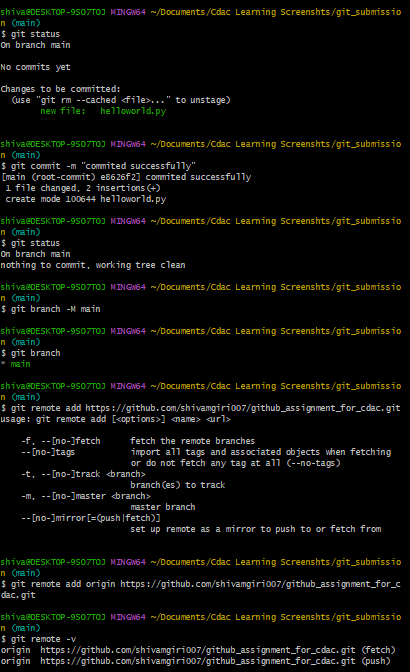 shiva@DESKTOP-9SO7TOJ MINGW64 ~/Documents/Cdac Learning Screenshts/git_submissio
n (main)
$ git status
On branch main
No commits yet
Changes to be committed:
(use "git rm --cached <file>..." to unstage)
new file: helloworld.py
shiva@DESKTOP-9SO7TOJ MINGW64 ~/Documents/Cdac Learning Screenshts/git_submissio
n (main)
$ git commit -m "commited successfully"
[main (root-commit) e8626f2] commited successfully
1 file changed, 2 insertions(+)
create mode 100644 helloworld.py
shiva@DESKTOP-9SO7TOJ MINGW64 ~/Documents/Cdac Learning Screenshts/git_submissio
n (main)
$ git status
On branch main
nothing to commit, working tree clean
shiva@DESKTOP-9SO7TOJ MINGW64 ~/Documents/Cdac Learning Screenshts/git_submissio
n (main)
$ git branch -M main
shiva@DESKTOP-9SO7TOJ MINGW64 ~/Documents/Cdac Learning Screenshts/git_submissio
n (main)
$ git branch
* main
shiva@DESKTOP-9SO7TOJ MINGW64 ~/Documents/Cdac Learning Screenshts/git_submissio
n (main)
$ git remote add https://github.com/shivamgiri007/github_assignment_for_cdac.git
usage: git remote add [<options>] <name> <url>
-f, --[no-]fetch fetch the remote branches
--[no-]tags import all tags and associated objects when fetching
or do not fetch any tag at all (--no-tags)
-t, --[no-]track <branch>
branch(es) to track
-m, --[no-]master <branch>
master branch
--[no-]mirror[=(push|fetch)]
set up remote as a mirror to push to or fetch from
shiva@DESKTOP-9SO7TOJ MINGW64 ~/Documents/Cdac Learning Screenshts/git_submissio
n (main)
$ git remote add origin https://github.com/shivamgiri007/github_assignment_for_c
dac.git
shiva@DESKTOP-9SO7TOJ MINGW64 ~/Documents/Cdac Learning Screenshts/git_submissio
n (main)
$ git remote -v
origin https://github.com/shivamgiri007/github_assignment_for_cdac.git (fetch)
origin https://github.com/shivamgiri007/github_assignment_for_cdac.git (push)